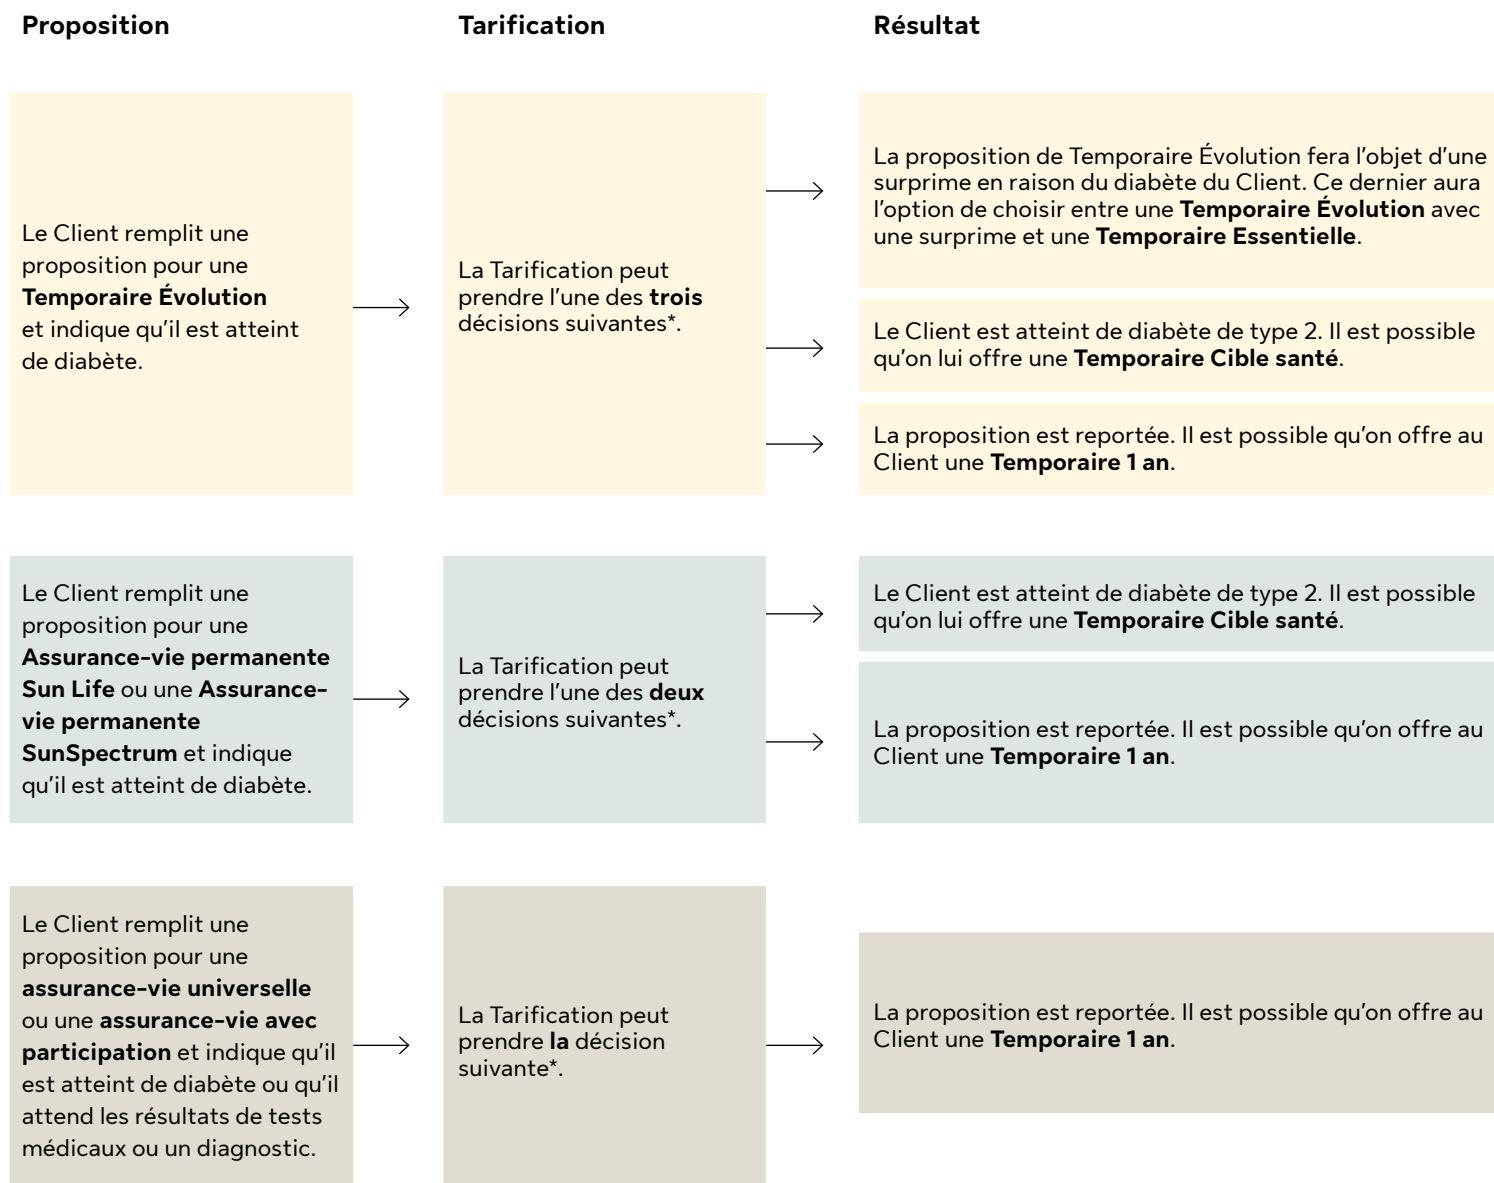 Proposition
Tarification
Résultat
Le Client remplit une
proposition pour une
Temporaire Évolution
et indique qu'il est atteint
de diabète.
La Tarification peut
prendre l'une des trois
décisions suivantes*.
La proposition de Temporaire Évolution fera l'objet d'une
surprime en raison du diabète du Client. Ce dernier aura
l'option de choisir entre une Temporaire Évolution avec
une surprime et une Temporaire Essentielle.
Le Client est atteint de diabète de type 2. Il est possible
qu'on lui offre une Temporaire Cible santé.
La proposition est reportée. Il est possible qu'on offre au
Client une Temporaire 1 an.
Le Client remplit une
proposition pour une
Assurance-vie permanente
Sun Life ou une Assurance-
vie permanente
SunSpectrum et indique
qu'il est atteint de diabète.
La Tarification peut
prendre l'une des deux
décisions suivantes*.
Le Client est atteint de diabète de type 2. Il est possible
qu'on lui offre une Temporaire Cible santé.
La proposition est reportée. Il est possible qu'on offre au
Client une Temporaire 1 an.
Le Client remplit une
proposition pour une
assurance-vie universelle
ou une assurance-vie avec
participation et indique qu'il
est atteint de diabète ou qu'il
attend les résultats de tests
médicaux ou un diagnostic.
La Tarification peut
prendre la décision
suivante*.
La proposition est reportée. Il est possible qu'on offre au
Client une Temporaire 1 an.